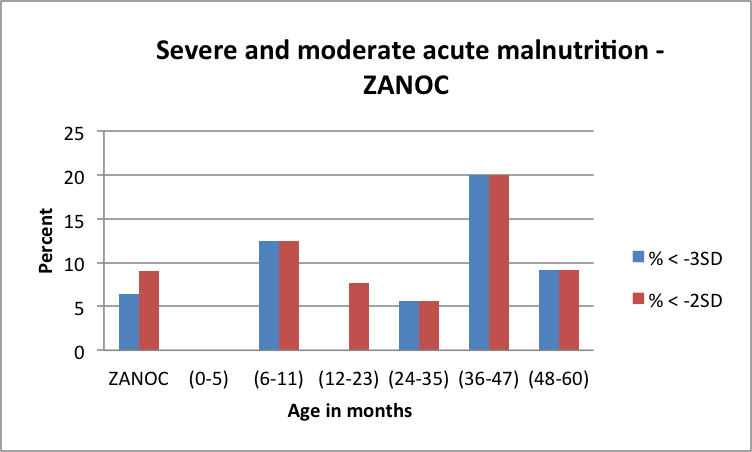 Severe and moderate acute malnutrition -
ZANOC
25
20
15
10
5
0
Percent
ZANOC (0-5) (6-11) (12-23) (24-35) (36-47) (48-60)
Age in months
% < -3SD
% < -2SD